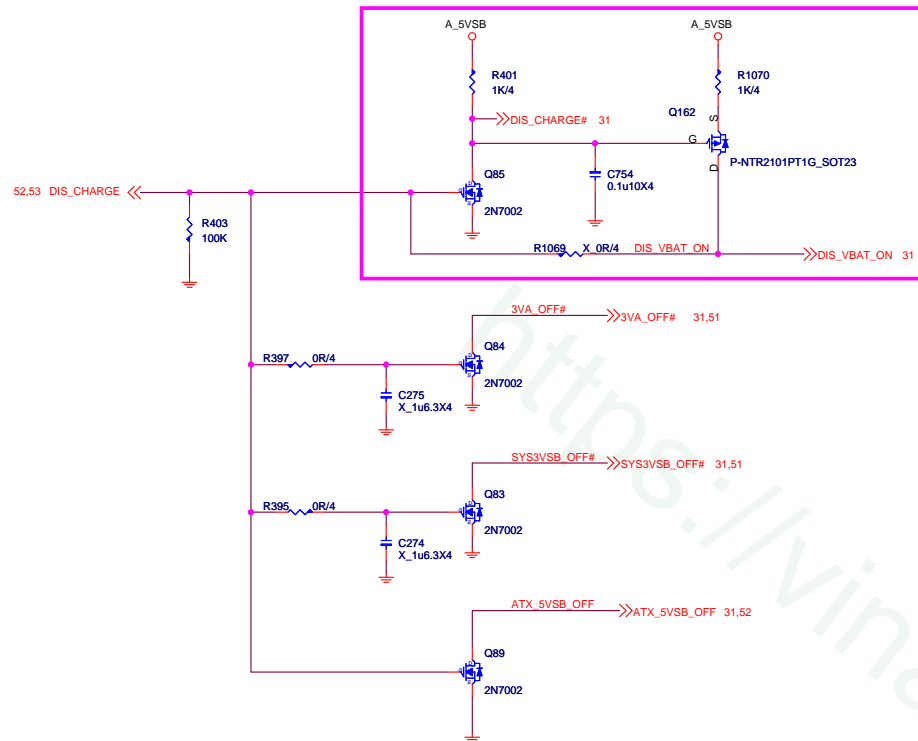 A_5VSB
A_5VSB
R401
1K/4
R1070
1K/4
DIS_CHARGE# 31
Q162
S
G
D
P-NTR2101PT1G_SOT23
Q85
2N7002
C754
0.1u10X4
52,53 DIS_CHARGE
R403
100K
R1069 X_0R/4 DIS_VBAT_ON
DIS_VBAT_ON 31
3VA_OFF#
3VA_OFF# 31,51
Q84
2N7002
R397 0R/4
C275
X_1u6.3X4
SYS3VSB_OFF#
SYS3VSB_OFF# 31,51
Q83
2N7002
R395 0R/4
C274
X_1u6.3X4
ATX_5VSB_OFF
ATX_5VSB_OFF 31,52
Q89
2N7002
https://vina